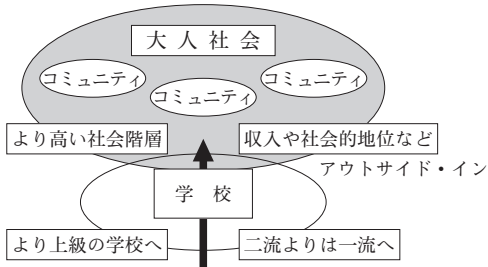 大人社会
コミュニティ
コミュニティ
コミュニティ
より高い社会階層
収入や社会的地位など
アウトサイド・イン
学校
より上級の学校へ
二流よりは一流へ